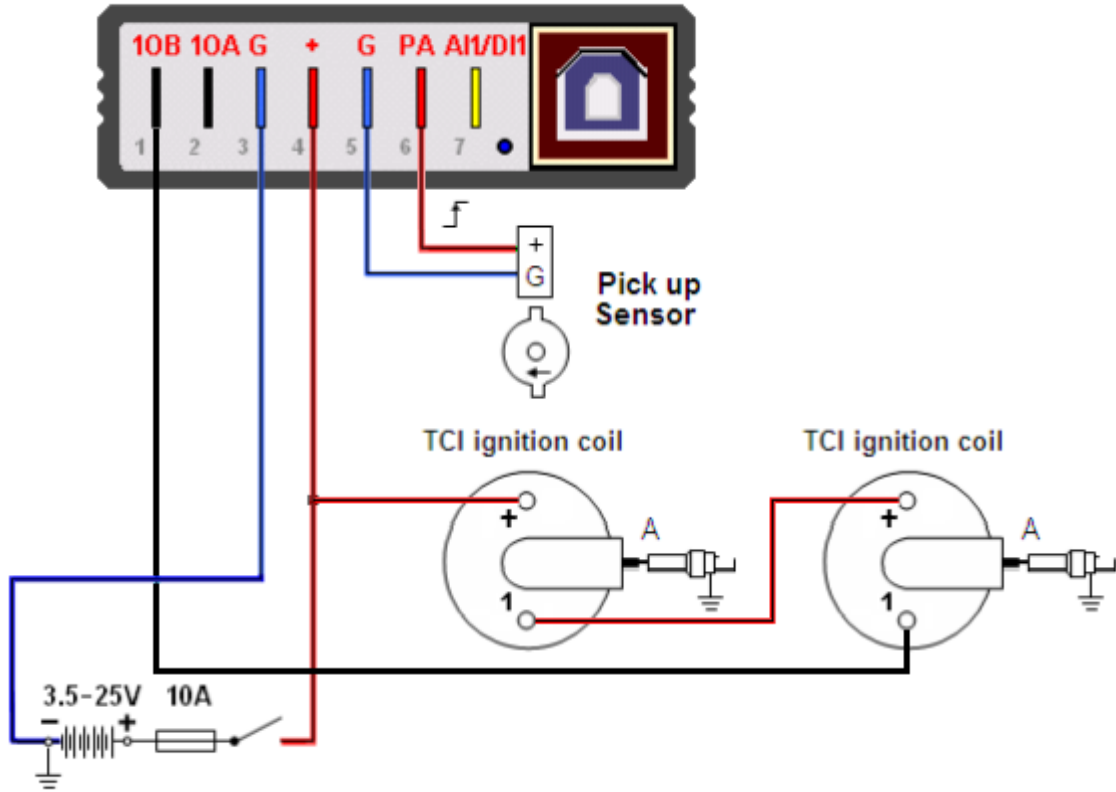 10B 10A G + G PA AI1/DI1
1 2 3 4 5 6 7
+
G
Pick up
Sensor
TCI ignition coil
TCI ignition coil
+
A
1
+
A
1
3.5-25V 10A
- +